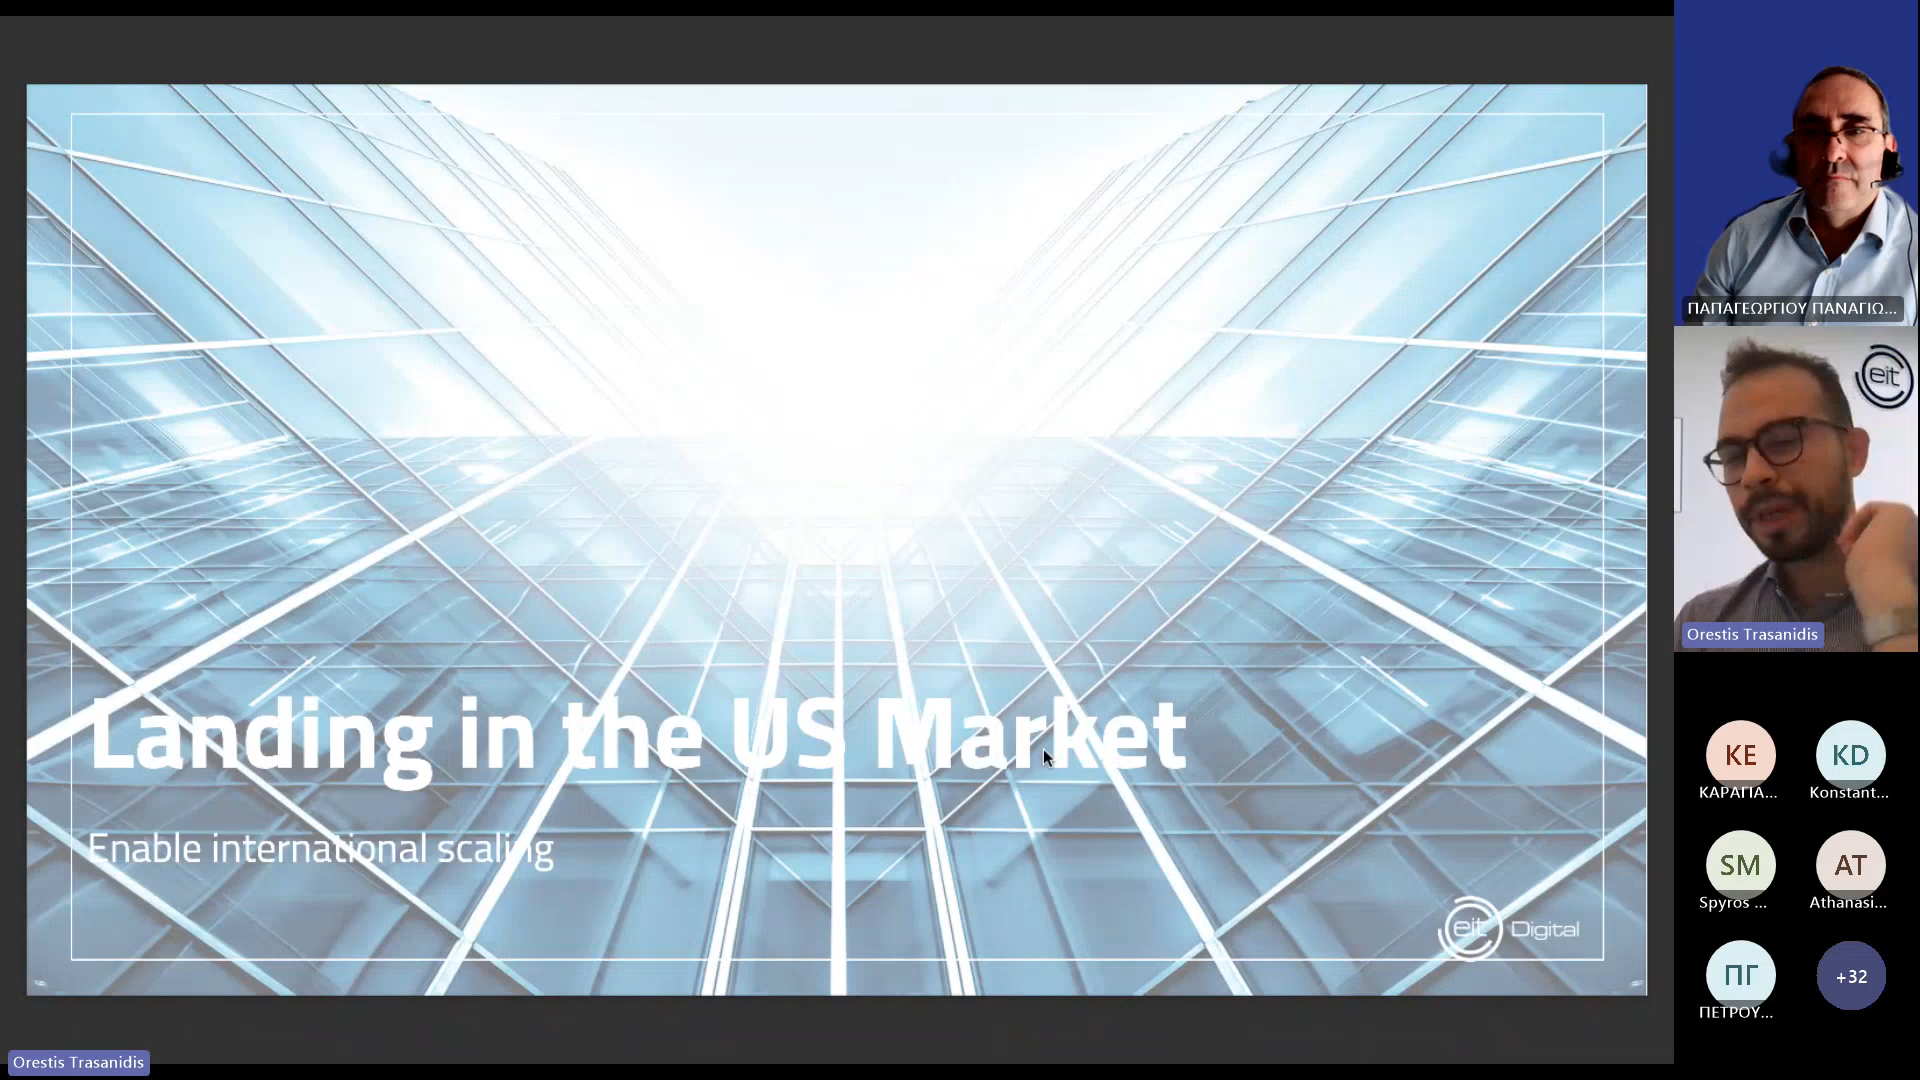 Landing in the US Market
Enable international scaling
eit Digital
Orestis Trasanidis
ΠΑΠΑΓΕΩΡΓΙΟΥ ΠΑΝΑΓΙΩ...
eit
Orestis Trasanidis
KE
KD
ΚΑΡΑΓΙΑ...
Konstant...
SM
AT
Spyros ...
Athanasi...
ΠΓ
+32
ΠΕΤΡΟΥ...